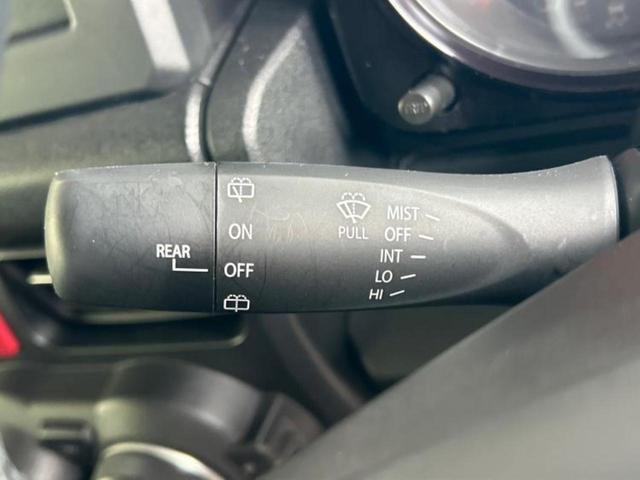 REAR
ON
OFF
PULL
MIST
OFF
INT
LO
HI